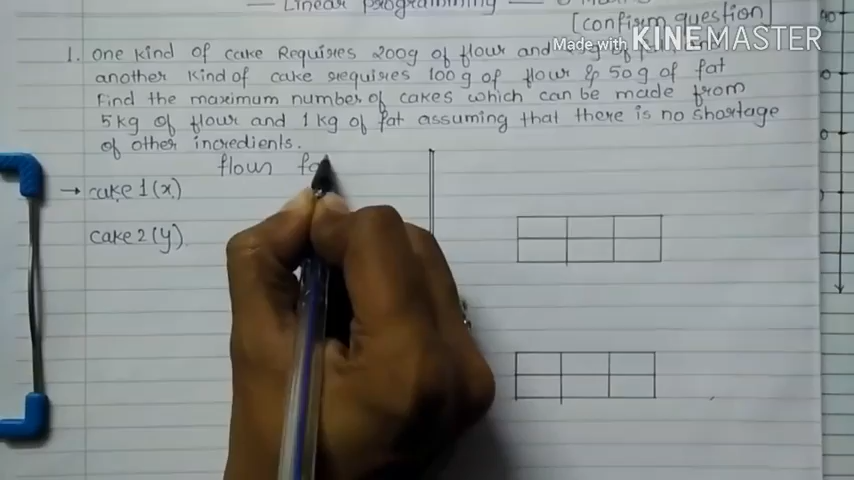 Linear programming
[confirm question]
Made with KINEMASTER
1. One kind of cake Requires 200g of flour and
another kind of cake requires 100g of flour & 50g of fat
Find the maximum number of cakes which can be made from
5kg of flour and 1kg of fat assuming that there is no shortage
of other incredients.
flour
→ cake 1(x)
cake 2(y)